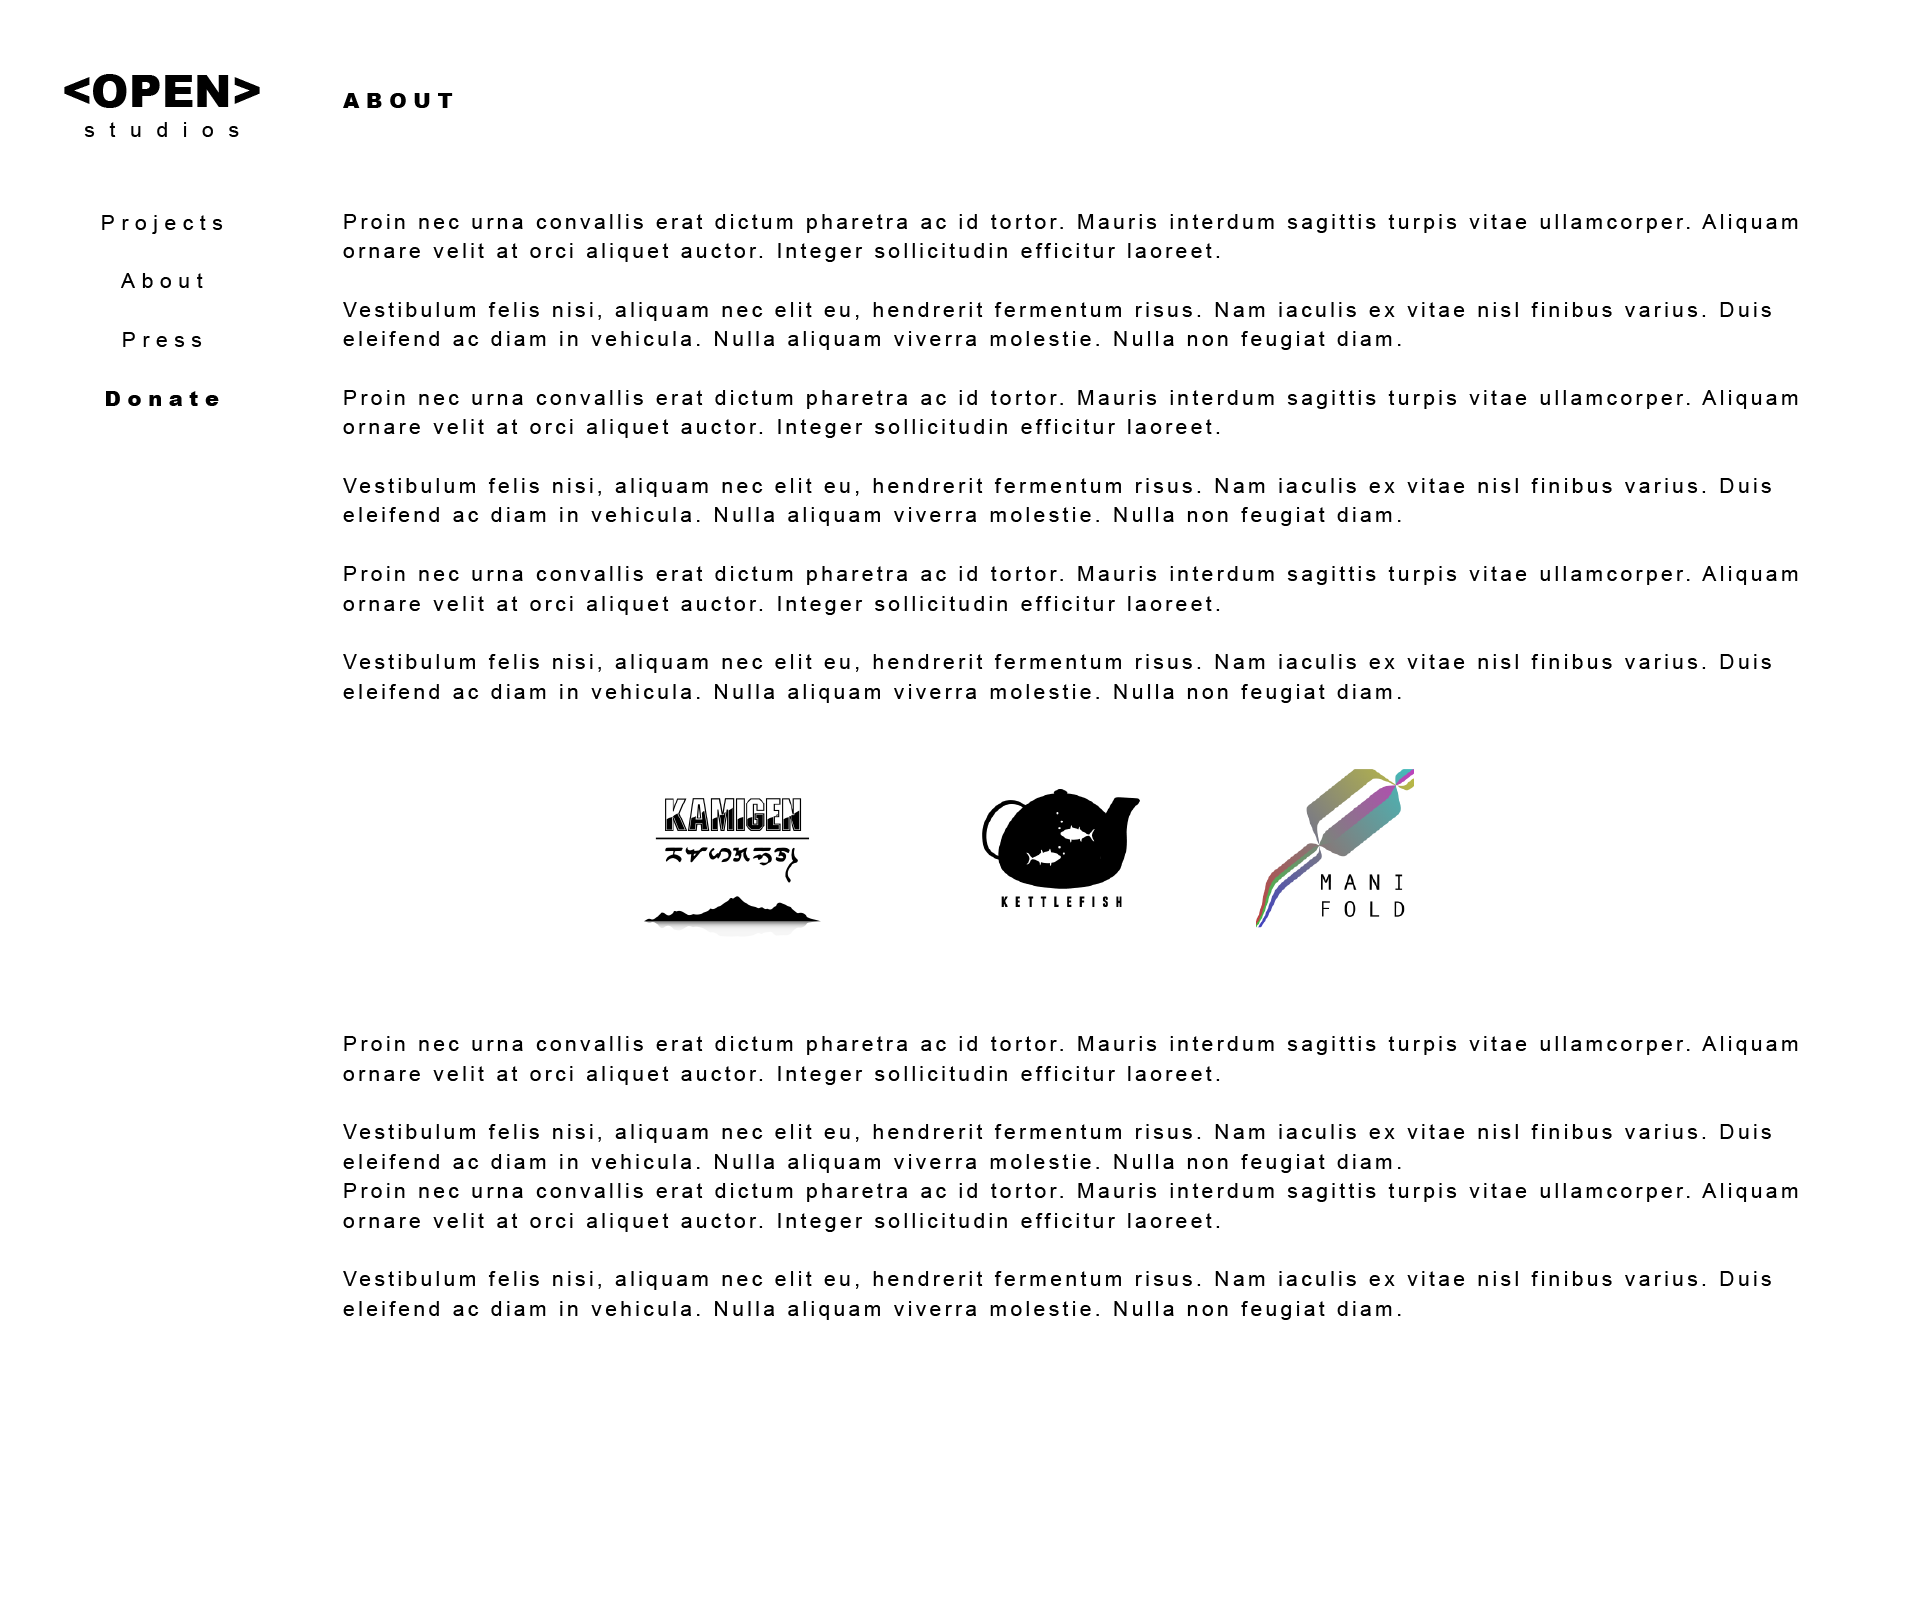 <OPEN>
studios
ABOUT
Projects
About
Press
Donate
Proin nec urna convallis erat dictum pharetra ac id tortor. Mauris interdum sagittis turpis vitae ullamcorper. Aliquam
ornare velit at orci aliquet auctor. Integer sollicitudin efficitur laoreet.
Vestibulum felis nisi, aliquam nec elit eu, hendrerit fermentum risus. Nam iaculis ex vitae nisl finibus varius. Duis
eleifend ac diam in vehicula. Nulla aliquam viverra molestie. Nulla non feugiat diam.
Proin nec urna convallis erat dictum pharetra ac id tortor. Mauris interdum sagittis turpis vitae ullamcorper. Aliquam
ornare velit at orci aliquet auctor. Integer sollicitudin efficitur laoreet.
Vestibulum felis nisi, aliquam nec elit eu, hendrerit fermentum risus. Nam iaculis ex vitae nisl finibus varius. Duis
eleifend ac diam in vehicula. Nulla aliquam viverra molestie. Nulla non feugiat diam.
Proin nec urna convallis erat dictum pharetra ac id tortor. Mauris interdum sagittis turpis vitae ullamcorper. Aliquam
ornare velit at orci aliquet auctor. Integer sollicitudin efficitur laoreet.
Vestibulum felis nisi, aliquam nec elit eu, hendrerit fermentum risus. Nam iaculis ex vitae nisl finibus varius. Duis
eleifend ac diam in vehicula. Nulla aliquam viverra molestie. Nulla non feugiat diam.
KAMIGEN
KETTLEFISH
MANI
FOLD
Proin nec urna convallis erat dictum pharetra ac id tortor. Mauris interdum sagittis turpis vitae ullamcorper. Aliquam
ornare velit at orci aliquet auctor. Integer sollicitudin efficitur laoreet.
Vestibulum felis nisi, aliquam nec elit eu, hendrerit fermentum risus. Nam iaculis ex vitae nisl finibus varius. Duis
eleifend ac diam in vehicula. Nulla aliquam viverra molestie. Nulla non feugiat diam.
Proin nec urna convallis erat dictum pharetra ac id tortor. Mauris interdum sagittis turpis vitae ullamcorper. Aliquam
ornare velit at orci aliquet auctor. Integer sollicitudin efficitur laoreet.
Vestibulum felis nisi, aliquam nec elit eu, hendrerit fermentum risus. Nam iaculis ex vitae nisl finibus varius. Duis
eleifend ac diam in vehicula. Nulla aliquam viverra molestie. Nulla non feugiat diam.